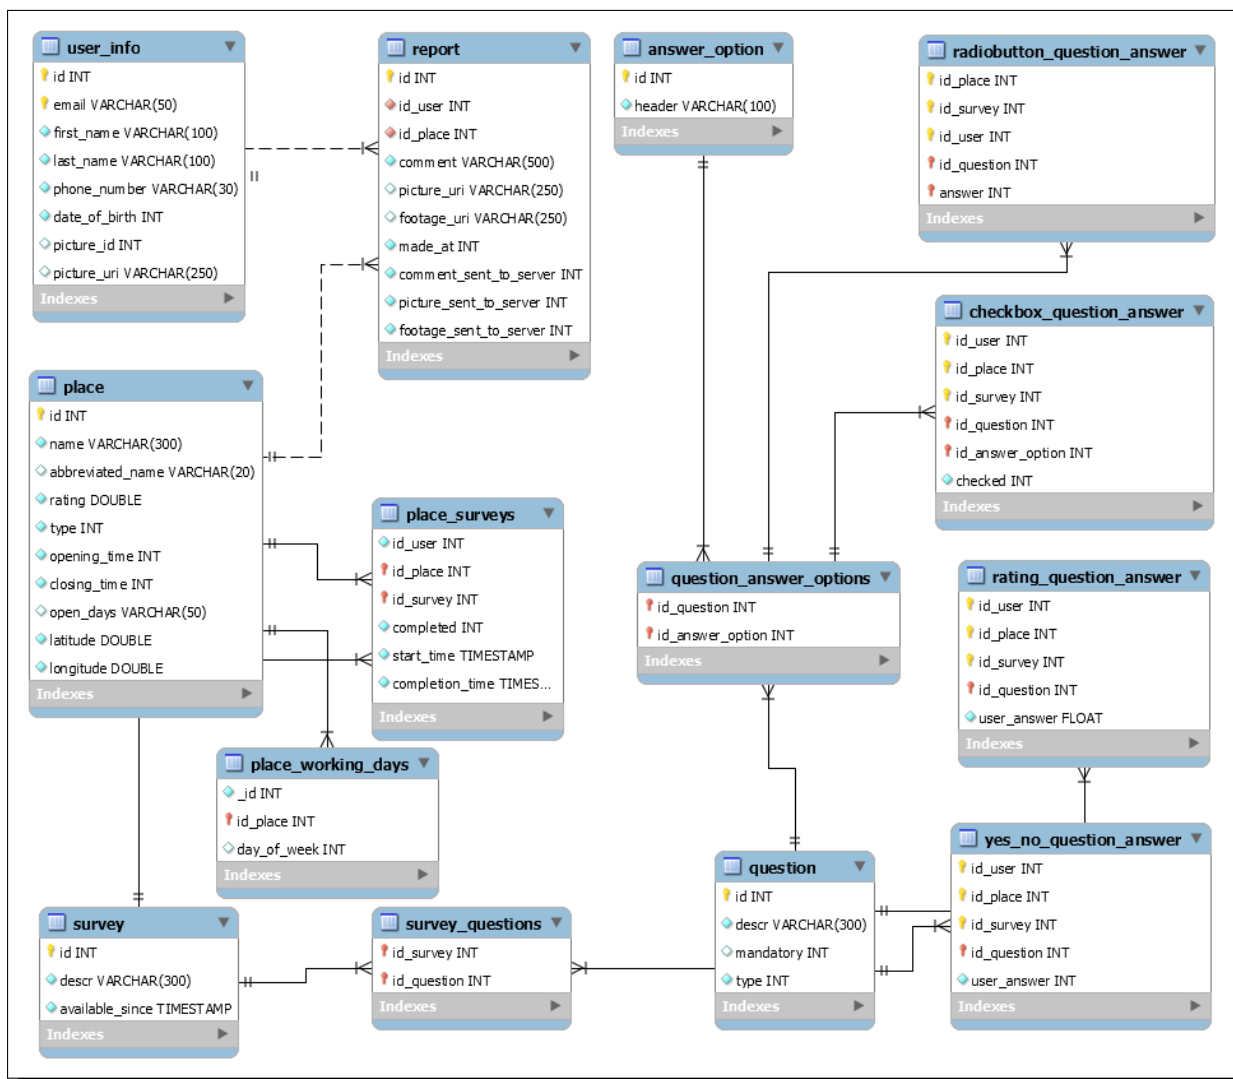 user_info
id INT
email VARCHAR(50)
first_name VARCHAR(100)
last_name VARCHAR(100)
phone_number VARCHAR(30)
date_of_birth INT
picture_id INT
picture_uri VARCHAR(250)
Indexes
report
id INT
id_user INT
id_place INT
comment VARCHAR(500)
picture_uri VARCHAR(250)
footage_uri VARCHAR(250)
made_at INT
comment_sent_to_server INT
picture_sent_to_server INT
footage_sent_to_server INT
Indexes
answer_option
id INT
header VARCHAR(100)
Indexes
radiobutton_question_answer
id_place INT
id_survey INT
id_user INT
id_question INT
answer INT
Indexes
checkbox_question_answer
id_user INT
id_place INT
id_survey INT
id_question INT
id_answer_option INT
checked INT
Indexes
place
id INT
name VARCHAR(300)
abbreviated_name VARCHAR(20)
rating DOUBLE
type INT
opening_time INT
closing_time INT
open_days VARCHAR(50)
latitude DOUBLE
longitude DOUBLE
Indexes
place_surveys
id_user INT
id_place INT
id_survey INT
completed INT
start_time TIMESTAMP
completion_time TIMES...
Indexes
question_answer_options
id_question INT
id_answer_option INT
Indexes
rating_question_answer
id_user INT
id_place INT
id_survey INT
id_question INT
user_answer FLOAT
Indexes
place_working_days
_id INT
id_place INT
day_of_week INT
Indexes
survey
id INT
descr VARCHAR(300)
available_since TIMESTAMP
Indexes
survey_questions
id_survey INT
id_question INT
Indexes
question
id INT
descr VARCHAR(300)
mandatory INT
type INT
Indexes
yes_no_question_answer
id_user INT
id_place INT
id_survey INT
id_question INT
user_answer INT
Indexes